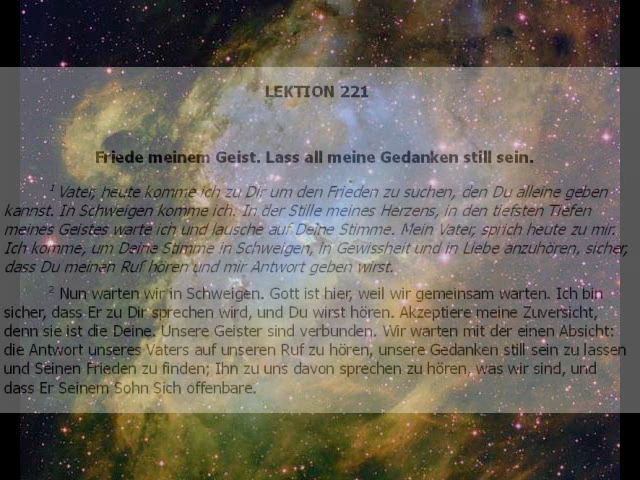 LEKTION 221
Friede meinem Geist. Lass all meine Gedanken still sein.
1 Vater, heute komme ich zu Dir um den Frieden zu suchen, den Du alleine geben
kannst. In Schweigen komme ich. In der Stille meines Herzens, in den tiefsten Tiefen
meines Geistes warte ich und lausche auf Deine Stimme. Mein Vater, sprich heute zu mir.
Ich komme, um Deine Stimme in Schweigen, in Gewissheit und in Liebe anzuhören, sicher,
dass Du meinen Ruf hören und mir Antwort geben wirst.
2 Nun warten wir in Schweigen. Gott ist hier, weil wir gemeinsam warten. Ich bin
sicher, dass Er zu Dir sprechen wird, und Du wirst hören. Akzeptiere meine Zuversicht,
denn sie ist die Deine. Unsere Geister sind verbunden. Wir warten mit der einen Absicht:
die Antwort unseres Vaters auf unseren Ruf zu hören, unsere Gedanken still sein zu lassen
und Seinen Frieden zu finden; Ihn zu uns davon sprechen zu hören, was wir sind, und
dass Er Seinem Sohn Sich offenbare.